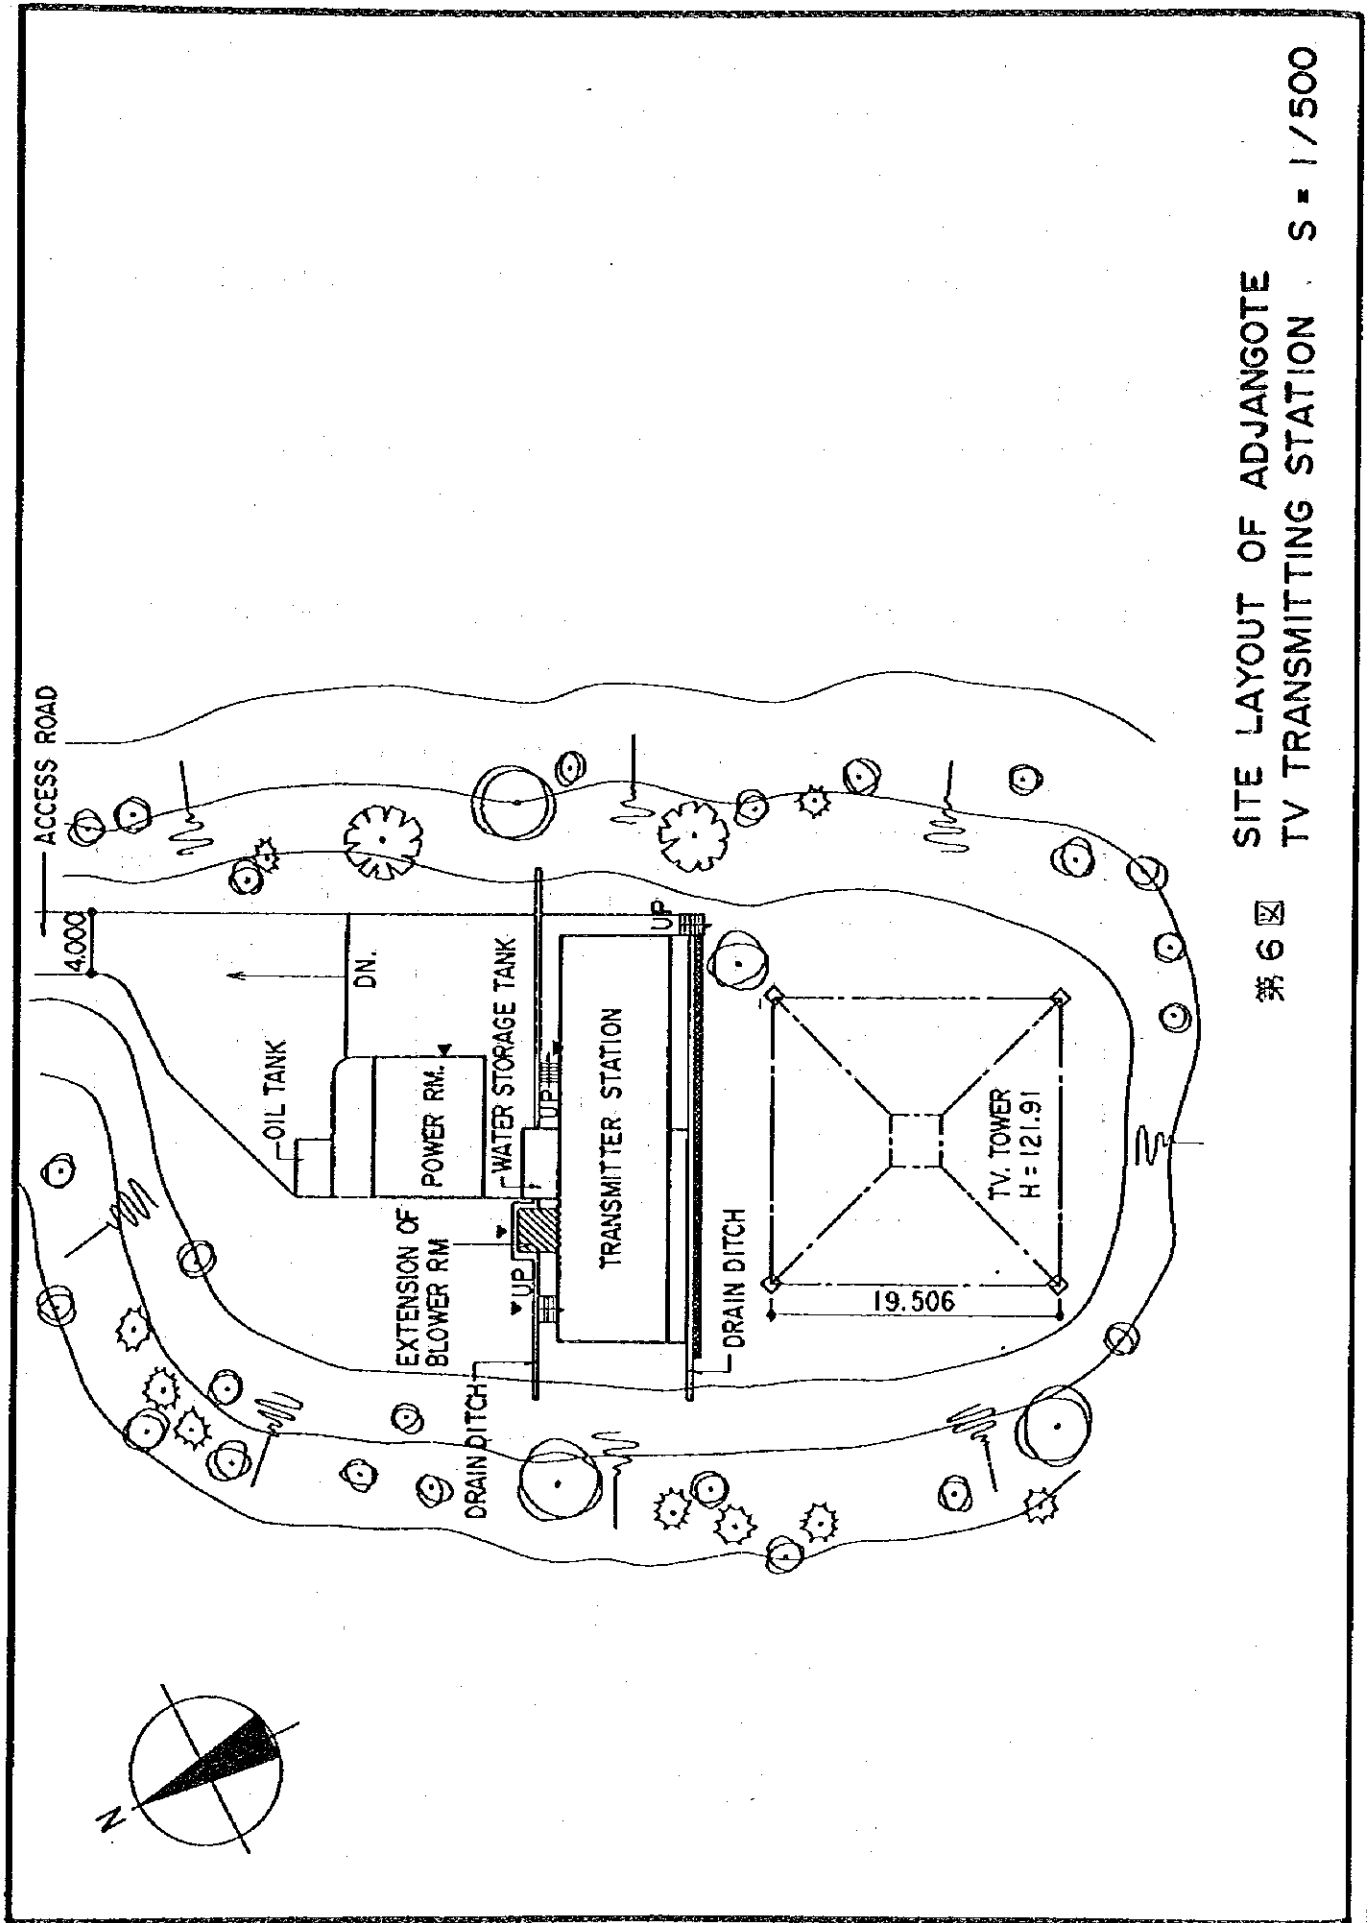 ACCESS ROAD
4.000
DN.
OIL TANK
POWER RM.
WATER STORAGE TANK
UP
UP
UP
EXTENSION OF
BLOWER RM
TRANSMITTER STATION
DRAIN DITCH
DRAIN DITCH
TV. TOWER
H=121.91
19.506
N
第6図 SITE LAYOUT OF ADJANGOTE
TV TRANSMITTING STATION S = 1/500